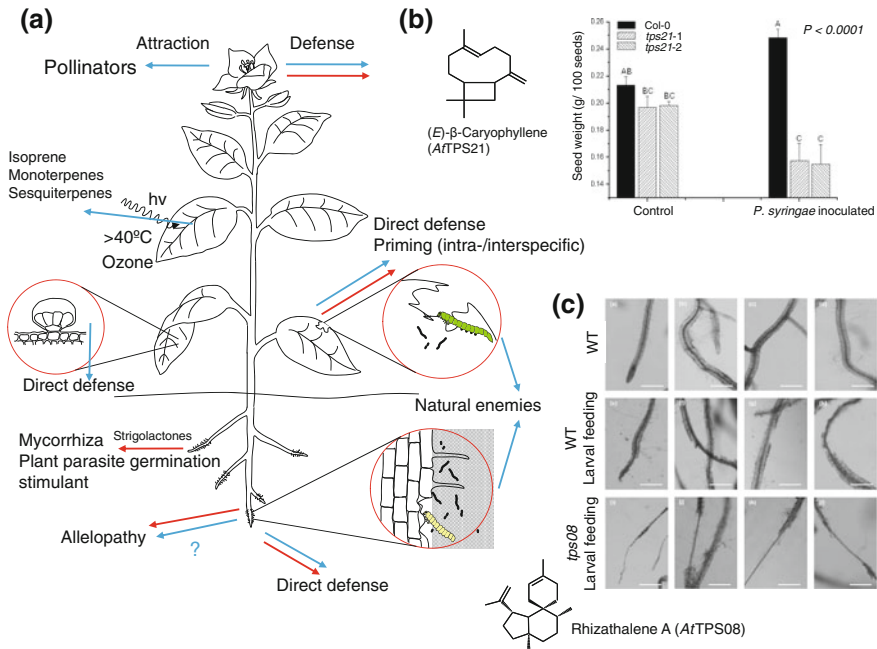 (a)
Attraction
Defense
Pollinators
Isoprene
Monoterpenes
Sesquiterpenes
hv
>40ºC
Ozone
Direct defense
Priming (intra-/interspecific)
Direct defense
Natural enemies
Strigolactones
Mycorrhiza
Plant parasite germination
stimulant
Allelopathy
?
Direct defense
(b)
(E)-β-Caryophyllene
(AtTPS21)
Seed weight (g/ 100 seeds)
0.26
0.24
0.22
0.20
0.18
0.16
0.14
Col-0
tps21-1
tps21-2
P < 0.0001
AB
BC
BC
A
C
C
Control
P. syringae inoculated
(c)
WT
WT
Larval feeding
tps08
Larval feeding
Rhizathalene A (AtTPS08)